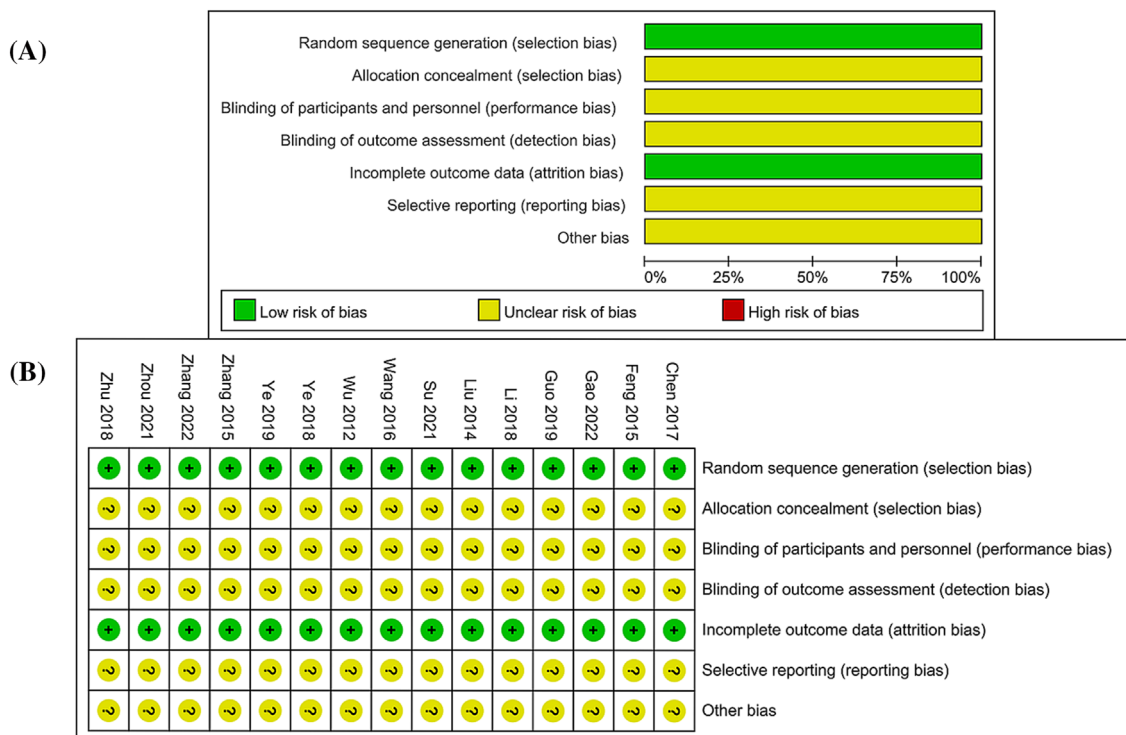 (A)
Random sequence generation (selection bias)
Allocation concealment (selection bias)
Blinding of participants and personnel (performance bias)
Blinding of outcome assessment (detection bias)
Incomplete outcome data (attrition bias)
Selective reporting (reporting bias)
Other bias
0% 25% 50% 75% 100%
Low risk of bias Unclear risk of bias High risk of bias
(B)
Zhu 2018
Zhou 2021
Zhang 2022
Zhang 2015
Ye 2019
Ye 2018
Wu 2012
Wang 2016
Su 2021
Liu 2014
Li 2018
Guo 2019
Gao 2022
Feng 2015
Chen 2017
+ + + + + + + + + + + + + + + Random sequence generation (selection bias)
? ? ? ? ? ? ? ? ? ? ? ? ? ? ? Allocation concealment (selection bias)
? ? ? ? ? ? ? ? ? ? ? ? ? ? ? Blinding of participants and personnel (performance bias)
? ? ? ? ? ? ? ? ? ? ? ? ? ? ? Blinding of outcome assessment (detection bias)
+ + + + + + + + + + + + + + + Incomplete outcome data (attrition bias)
? ? ? ? ? ? ? ? ? ? ? ? ? ? ? Selective reporting (reporting bias)
? ? ? ? ? ? ? ? ? ? ? ? ? ? ? Other bias